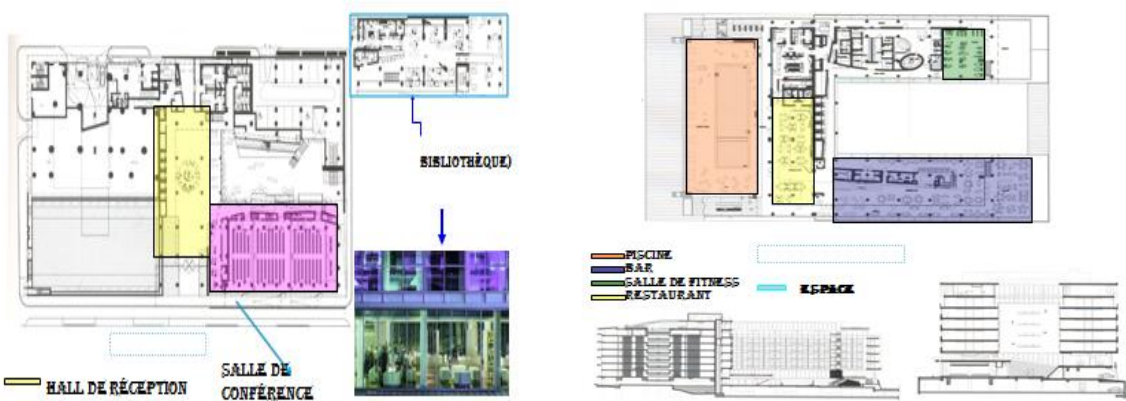 BIBLIOTHÈQUE)
SALLE DE
CONFÉRENCE
HALL DE RÉCEPTION
PISCINE
BAR
SALLE DE FITNESS
RESTAURANT
ESPACE